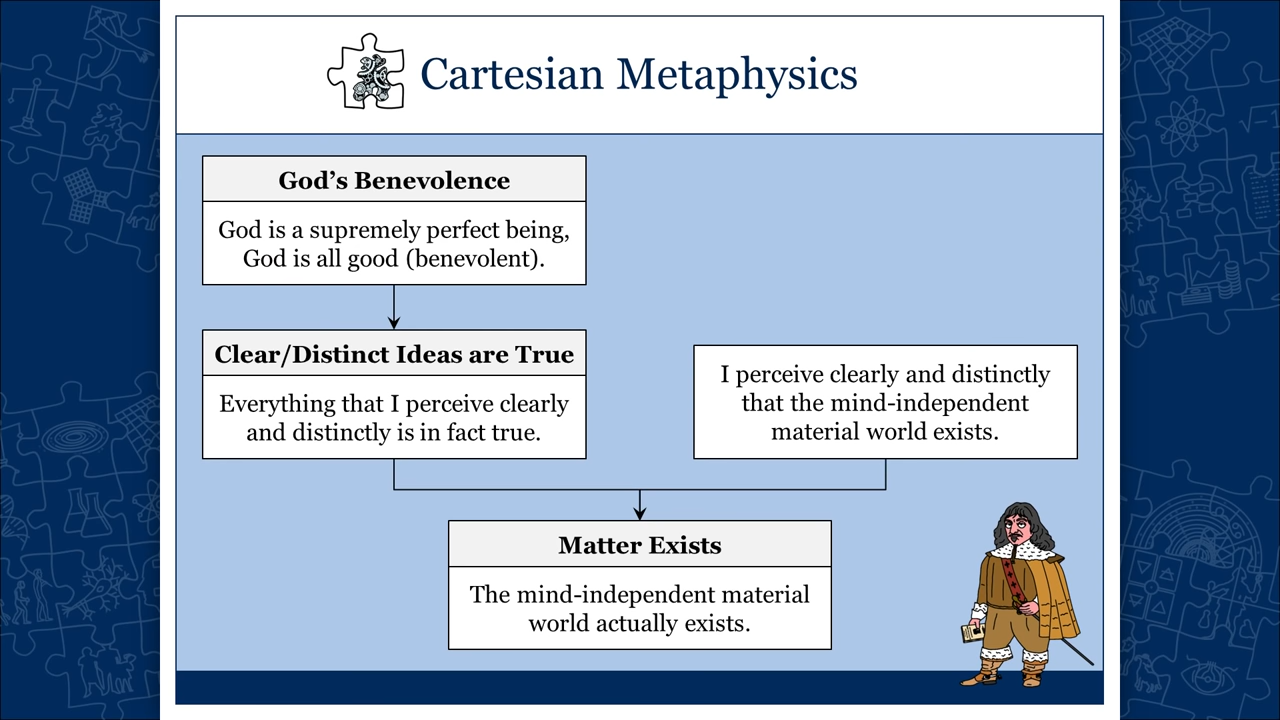 Cartesian Metaphysics
God’s Benevolence
God is a supremely perfect being,
God is all good (benevolent).
Clear/Distinct Ideas are True
Everything that I perceive clearly
and distinctly is in fact true.
I perceive clearly and distinctly
that the mind-independent
material world exists.
Matter Exists
The mind-independent material
world actually exists.